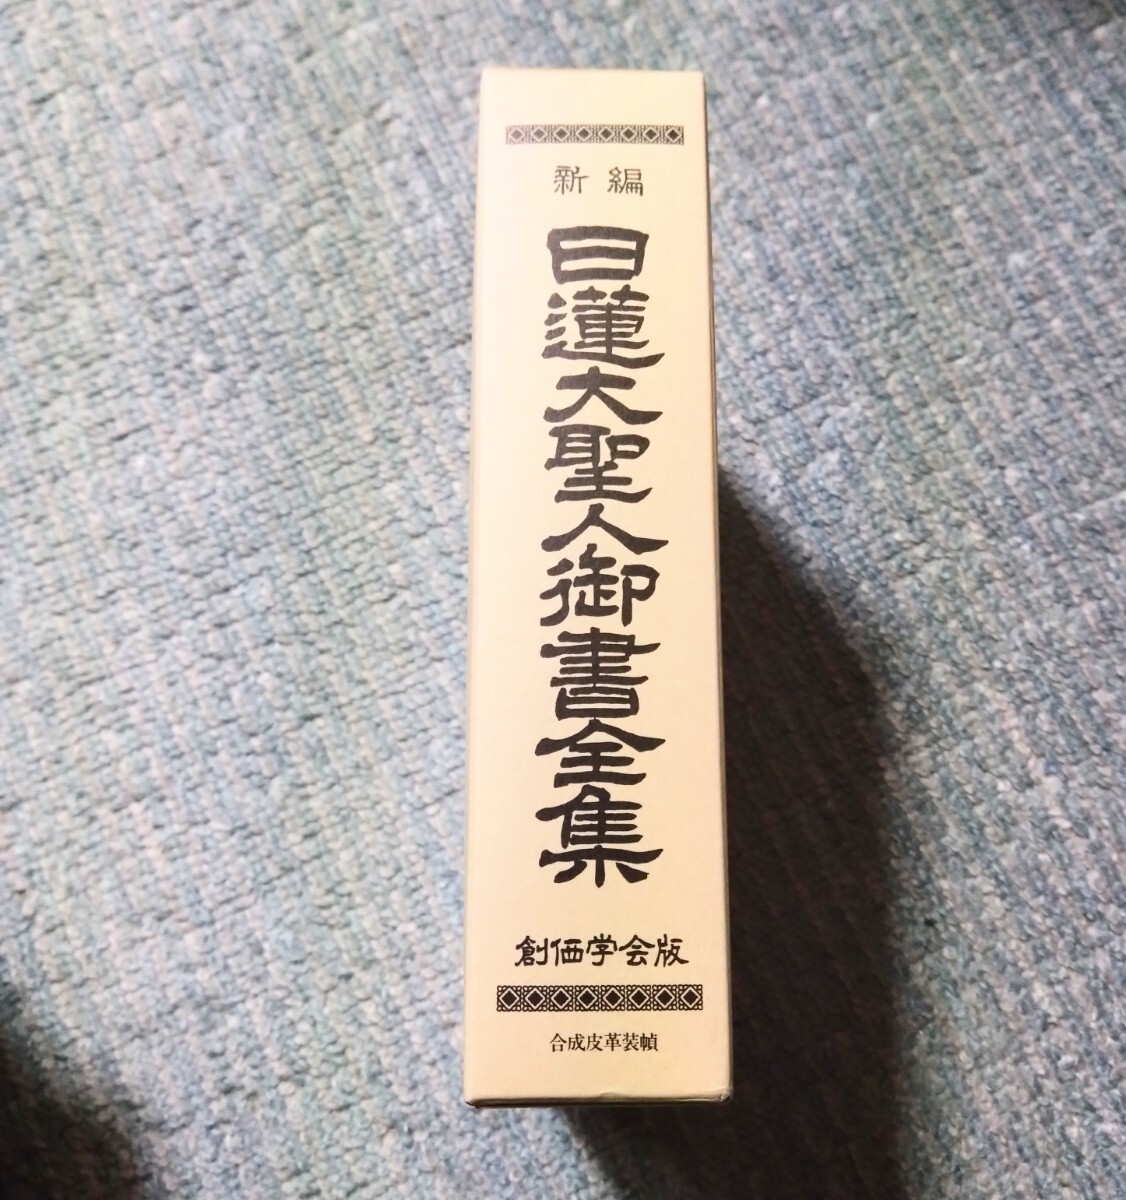 新編
日蓮大聖人御書全集
創価学会版
合成皮革装幀